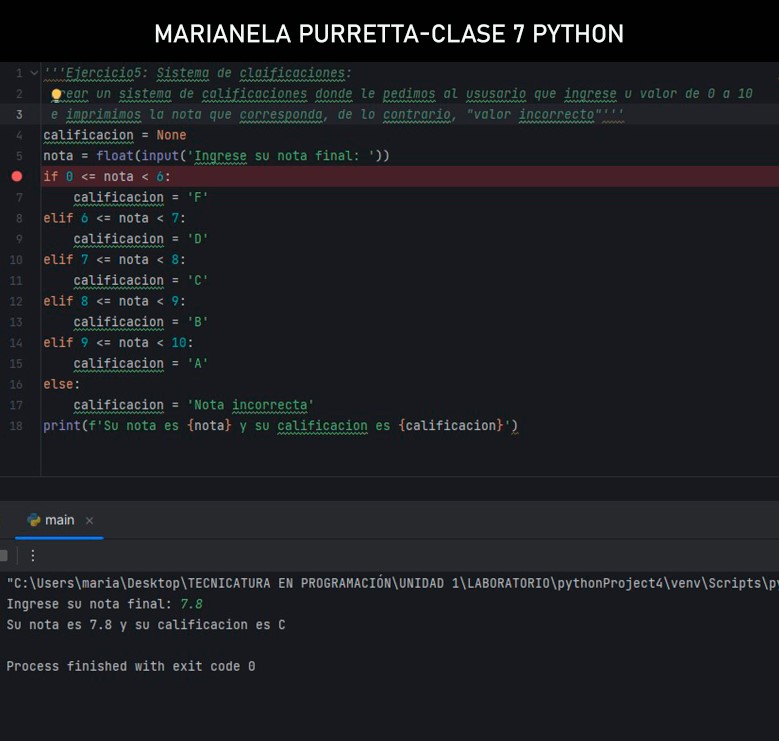 MARIANELA PURRETTA-CLASE 7 PYTHON
1 '''Ejercicio5: Sistema de claificaciones:
2 rear un sistema de calificaciones donde le pedimos al ususario que ingrese u valor de 0 a 10
3 e imprimimos la nota que corresponda, de lo contrario, "valor incorrecto"'''
4 calificacion = None
5 nota = float(input('Ingrese su nota final: '))
if 0 <= nota < 6:
7 calificacion = 'F'
8 elif 6 <= nota < 7:
9 calificacion = 'D'
10 elif 7 <= nota < 8:
11 calificacion = 'C'
12 elif 8 <= nota < 9:
13 calificacion = 'B'
14 elif 9 <= nota < 10:
15 calificacion = 'A'
16 else:
17 calificacion = 'Nota incorrecta'
18 print(f'Su nota es {nota} y su calificacion es {calificacion}')
main
"C:\Users\maria\Desktop\TECNICATURA EN PROGRAMACIÓN\UNIDAD 1\LABORATORIO\pythonProject4\venv\Scripts\py
Ingrese su nota final: 7.8
Su nota es 7.8 y su calificacion es C
Process finished with exit code 0